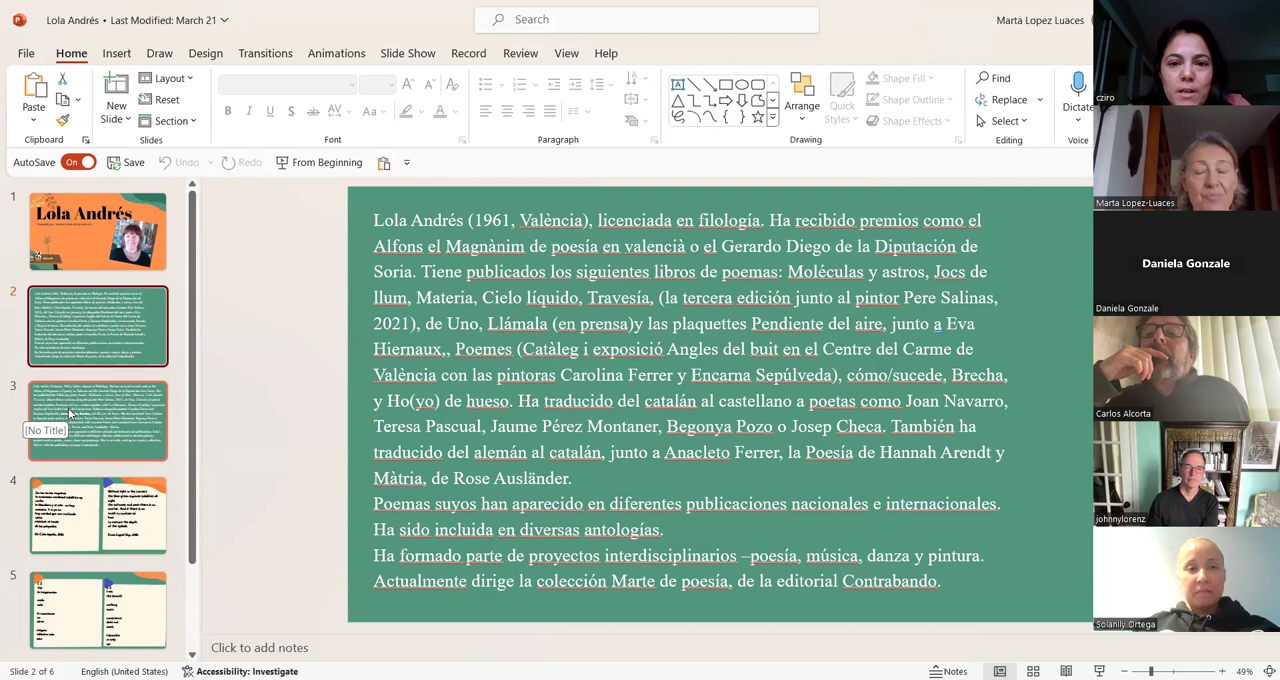 Lola Andrés • Last Modified: March 21
Search
Marta Lopez Luaces
File Home Insert Draw Design Transitions Animations Slide Show Record Review View Help
Paste
New
Slide
Layout
Reset
Section
Arrange
Quick
Styles
Shape Fill
Shape Outline
Shape Effects
Find
Replace
Select
Dictate
Clipboard
Slides
Font
Paragraph
Drawing
Editing
Voice
AutoSave On Save Undo Redo From Beginning
1
Lola Andrés
2
3
[No Title]
4
5
Lola Andrés (1961, València), licenciada en filología. Ha recibido premios como el
Alfons el Magnànim de poesía en valencià o el Gerardo Diego de la Diputación de
Soria. Tiene publicados los siguientes libros de poemas: Moléculas y astros, Jocs de
llum, Materia, Ciclo líquido, Travesía, (la tercera edición junto al pintor Pere Salinas,
2021), de Uno, Liniala (en prensa)y las plaquettes Pendiente del aire, junto a Eva
Hiernaux,, Poem (Catàleg i exposició Angles del buit en el Centre del Carme de
València con las pintoras Carolina Ferrer y Encarna Sepúlveda), cómo/sucede, Brecha,
y Ho(yo) de hueso. Ha traducido del catalán al castellano a poetas como Joan Navarro,
Teresa Pascual, Jaume Pérez Montaner, Begonya Pozo o Josep Checa. También ha
traducido del alemán al catalán, junto a Anacleto Ferrer, la Poesía de Hannah Arendt y
Màtria, de Rose Ausländer.
Poemas suyos han aparecido en diferentes publicaciones nacionales e internacionales.
Ha sido incluida en diversas antologías.
Ha formado parte de proyectos interdisciplinarios –poesía, música, danza y pintura.
Actualmente dirige la colección Marte de poesía, de la editorial Contrabando.
Click to add notes
Slide 2 of 6 English (United States) Accessibility: Investigate Notes 49%
cziro
Marta Lopez-Luaces
Daniela Gonzale
Daniela Gonzale
Carlos Alcorta
johnnylorenz
Solanlly Ortega